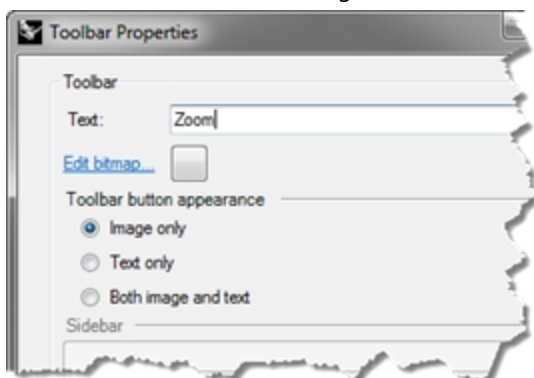 Toolbar Properties
Toolbar
Text: Zoom
Edit bitmap...
Toolbar button appearance
Image only
Text only
Both image and text
Sidebar